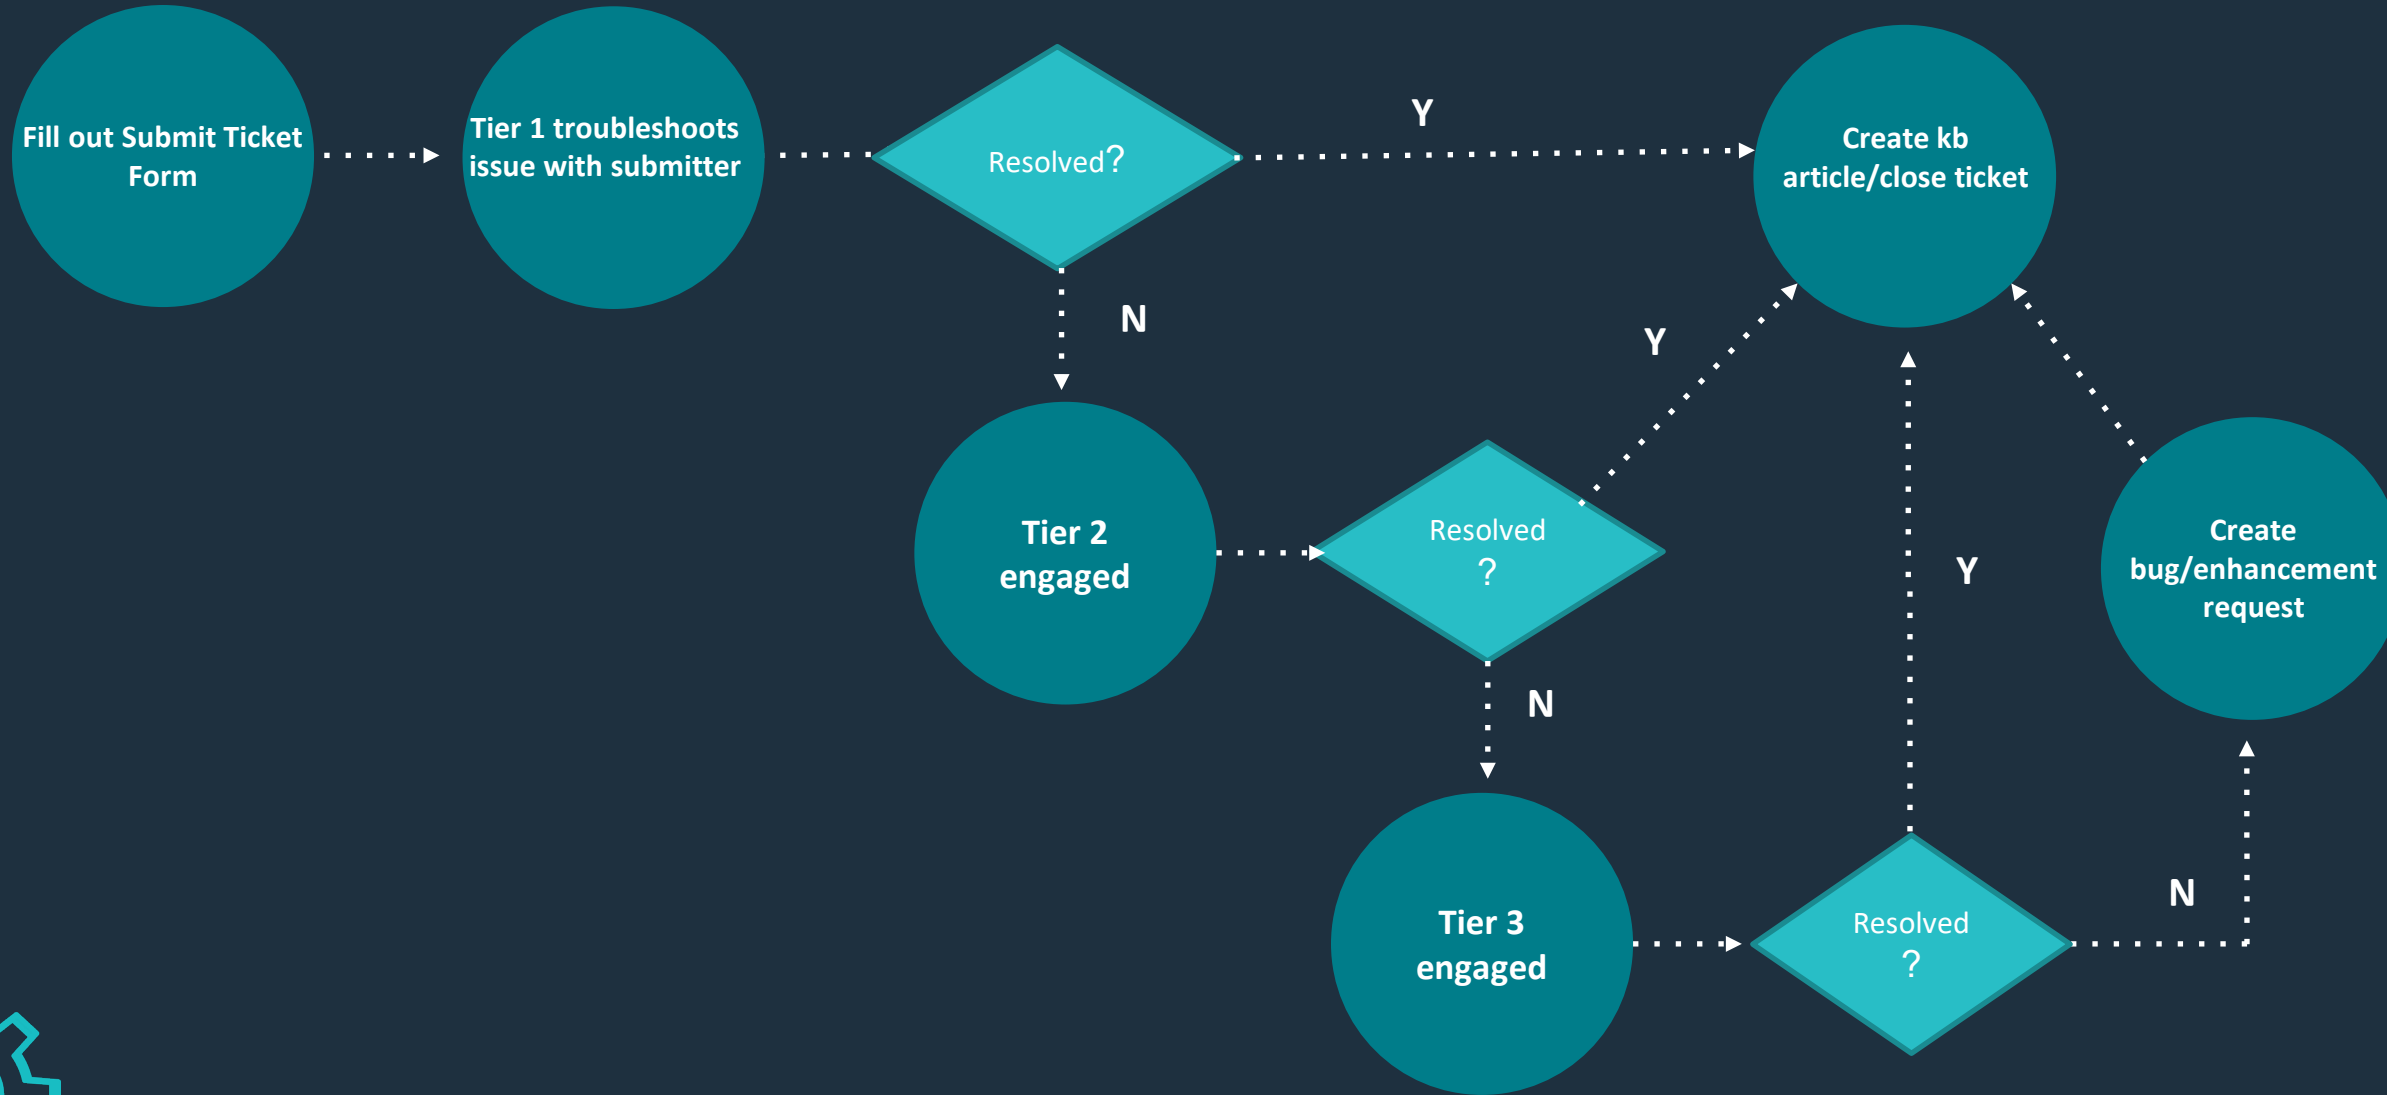 Fill out Submit Ticket
Form
Tier 1 troubleshoots
issue with submitter
Resolved?
Y
Create kb
article/close ticket
N
Y
Tier 2
engaged
Resolved
?
Y
Create
bug/enhancement
request
N
Tier 3
engaged
Resolved
?
N